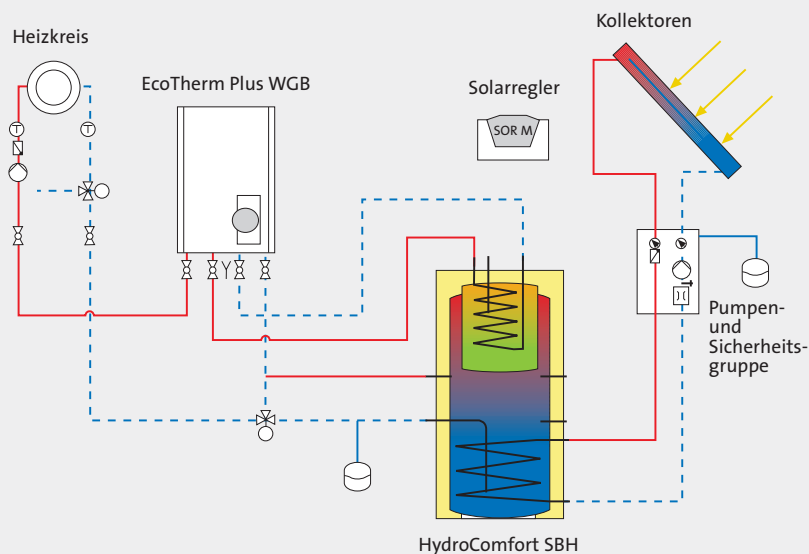 Kollektoren
Heizkreis
EcoTherm Plus WGB
Solarregler
SOR M
T
T
Pumpen-
und
Sicherheits-
gruppe
HydroComfort SBH